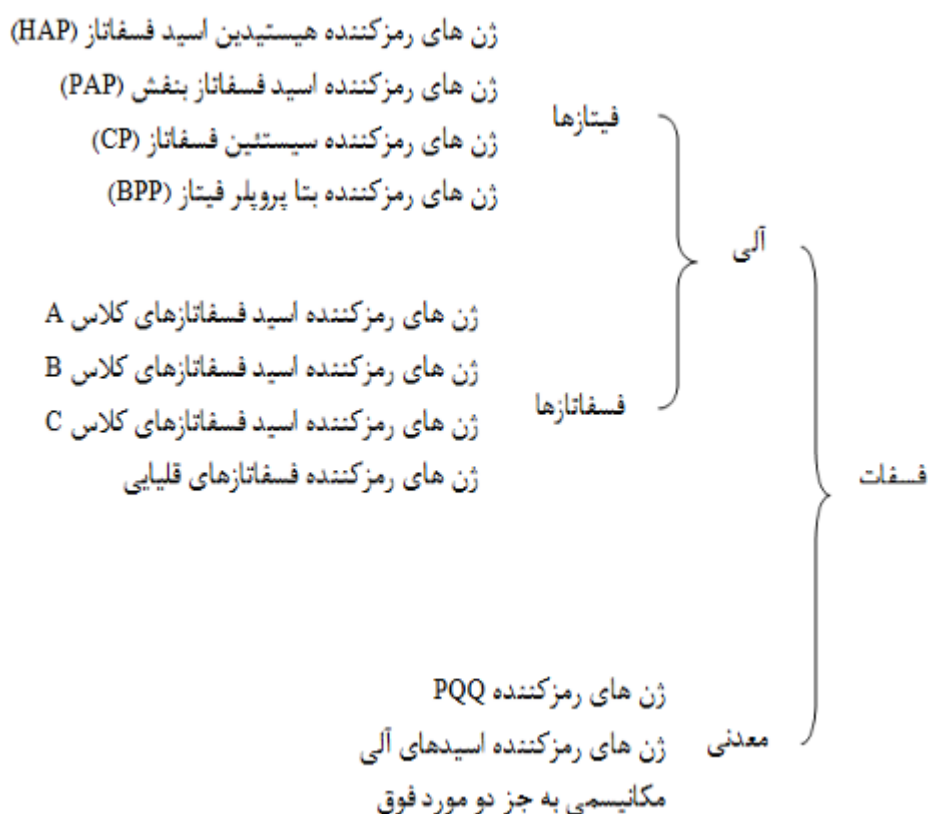 ژن های رمزکننده هیستیدین اسید فسفاتاز (HAP)
ژن های رمزکننده اسید فسفاتاز بنفش (PAP)
فیتازها
ژن های رمزکننده سیستئین فسفاتاز (CP)
ژن های رمزکننده بتا پروپلر فیتاز (BPP)
آلی
ژن های رمزکننده اسید فسفاتازهای کلاس A
ژن های رمزکننده اسید فسفاتازهای کلاس B
فسفاتازها
ژن های رمزکننده اسید فسفاتازهای کلاس C
ژن های رمزکننده فسفاتازهای قلیایی
فسفات
ژن های رمزکننده PQQ
معدنی
ژن های رمزکننده اسیدهای آلی
مکانیسمی به جز دو مورد فوق